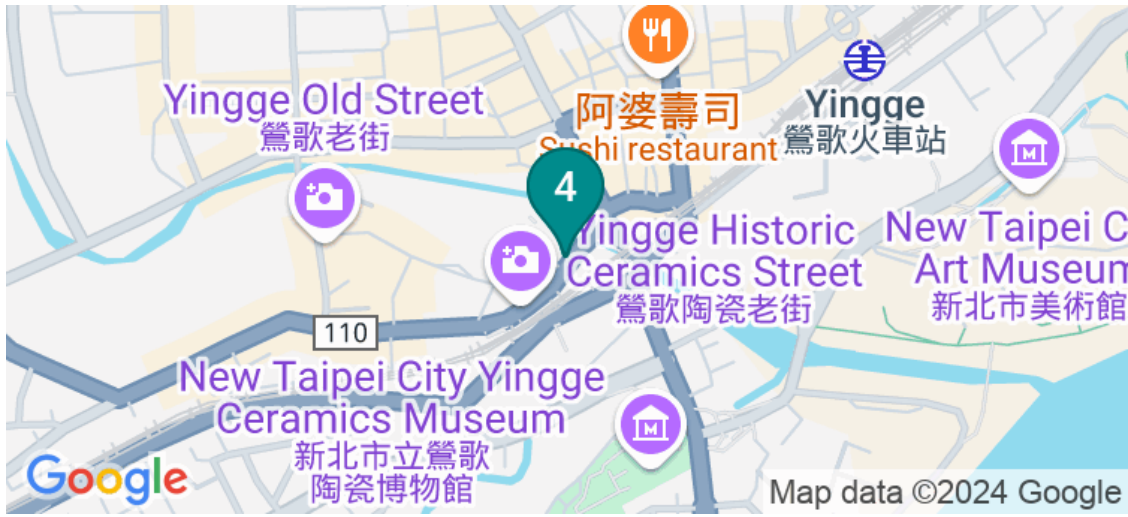 Yingge Old Street
鶯歌老街
阿婆壽司
Sushi restaurant
Yingge
鶯歌火車站
4
Yingge Historic
Ceramics Street
鶯歌陶瓷老街
New Taipei C
Art Museum
新北市美術館
110
New Taipei City Yingge
Ceramics Museum
新北市立鶯歌
陶瓷博物館
M
M
Google
Map data ©2024 Google